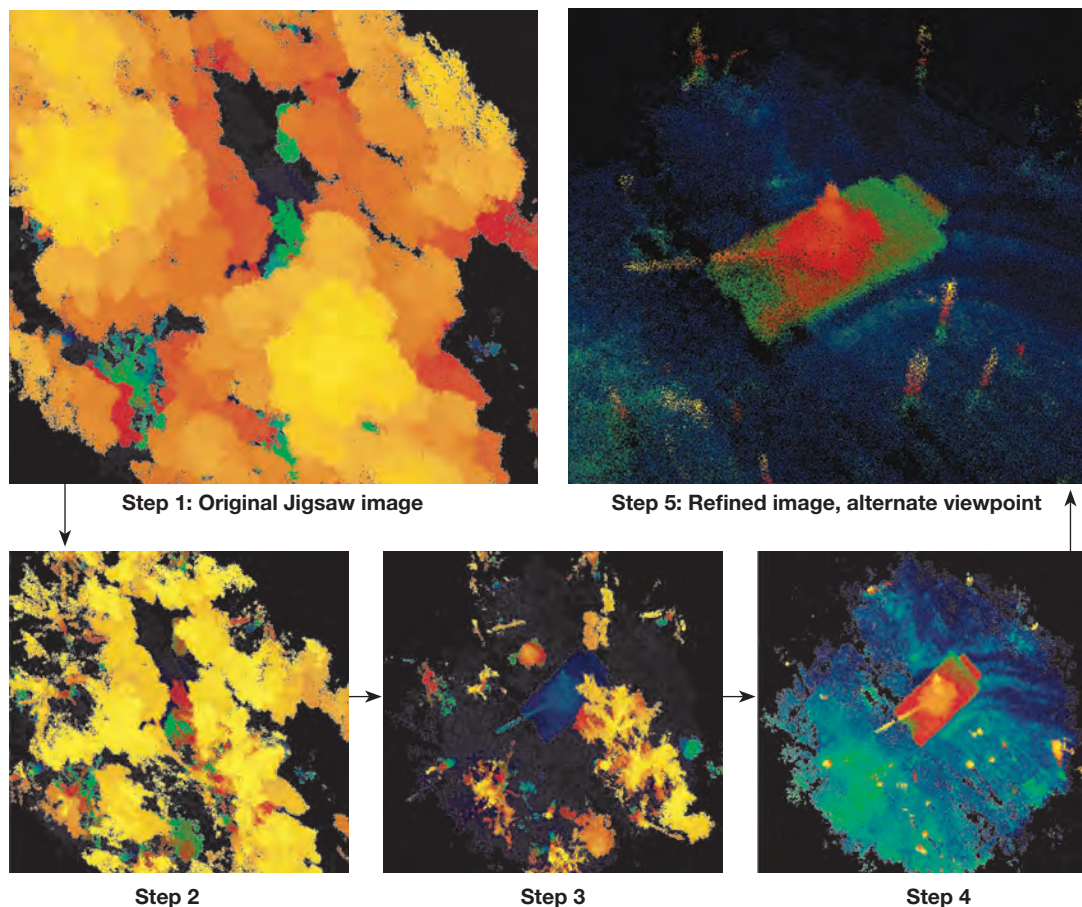 Step 1: Original Jigsaw image
Step 5: Refined image, alternate viewpoint
Step 2
Step 3
Step 4